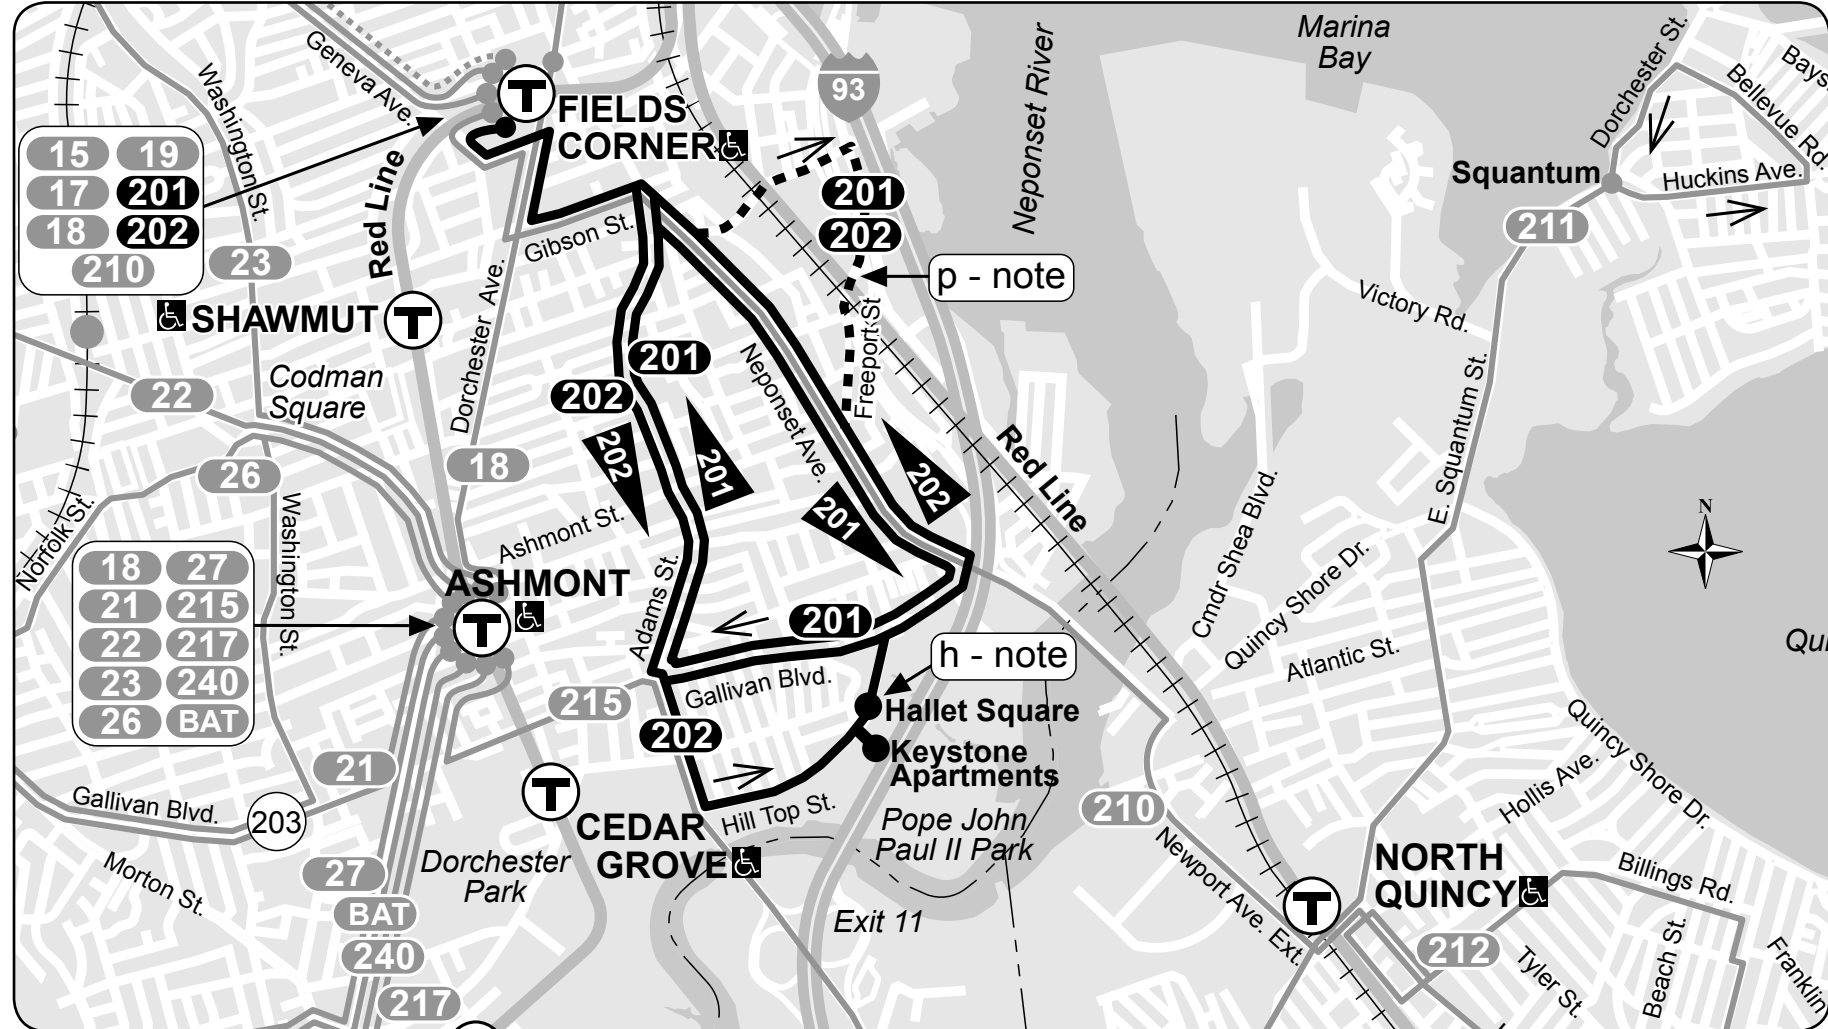 Marina
Bay
Dorchester St.
Bays
Bellevue Rd.
Geneva Ave.
Washington St.
T
FIELDS
CORNER
93
Neponset River
Squantum
Huckins Ave.
211
15 19
17 201
18 202
210
Red Line
23
Gibson St.
201
202
p - note
Freeport St
Victory Rd.
SHAWMUT
T
Dorchester Ave.
Codman
Square
22
201
202
Neponset Ave.
E. Squantum St.
202
201
202
201
Red Line
18
26
Norfolk St.
Washington St.
Ashmont St.
N
Cmdr Shea Blvd.
Quincy Shore Dr.
18 27
21 215
22 217
23 240
26 BAT
ASHMONT
T
Adams St.
201
h - note
Atlantic St.
Qui
Gallivan Blvd.
215
202
Hallet Square
Keystone
Apartments
Quincy Shore Dr.
Hollis Ave.
21
Gallivan Blvd.
203
T
CEDAR
GROVE
Hill Top St.
Pope John
Paul II Park
210
Newport Ave. Ext.
NORTH
QUINCY
T
Billings Rd.
Morton St.
27
Dorchester
Park
BAT
240
217
Exit 11
212
Tyler St.
Beach St.
Franklin